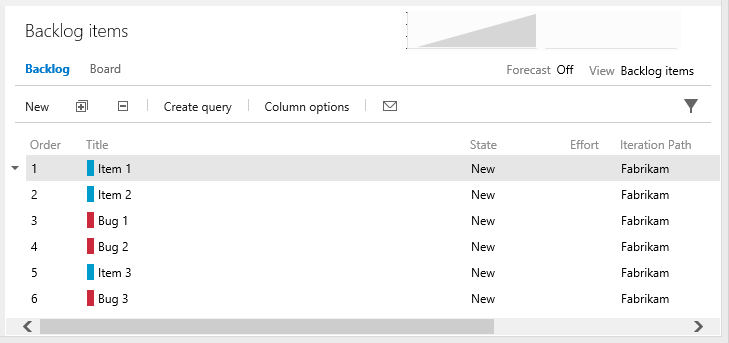 Backlog items
Backlog Board Forecast Off View Backlog items
New Create query Column options
Order Title State Effort Iteration Path
1 Item 1 New Fabrikam
2 Item 2 New Fabrikam
3 Bug 1 New Fabrikam
4 Bug 2 New Fabrikam
5 Item 3 New Fabrikam
6 Bug 3 New Fabrikam